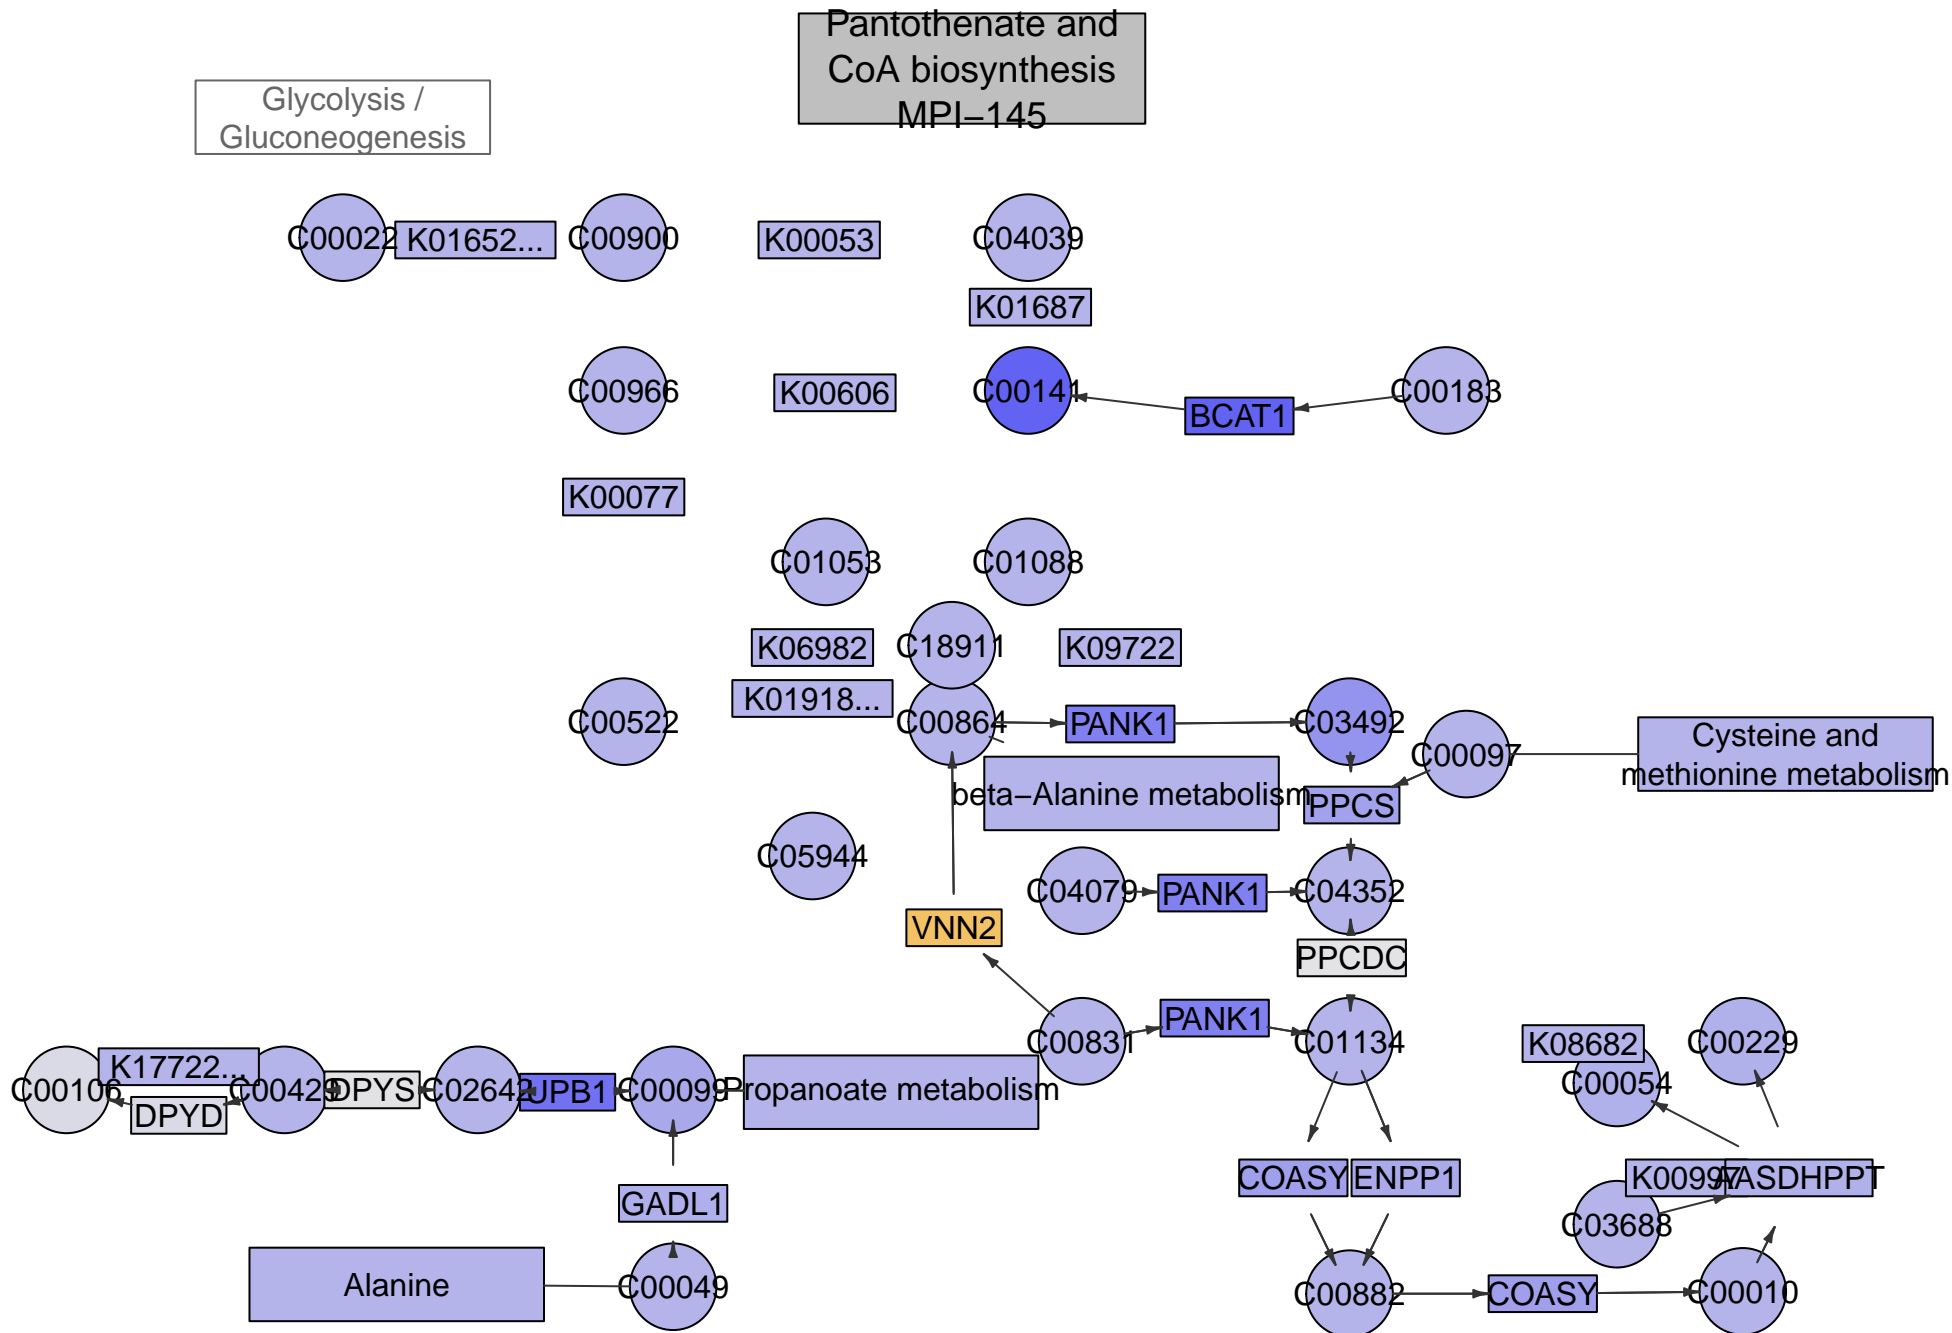 Pantothenate and
CoA biosynthesis
MPI−145
Glycolysis /
Gluconeogenesis
C00022
K01652...
C00900
K00053
C04039
K01687
C00966
K00606
C00141
BCAT1
C00183
K00077
C01053
C01088
K06982
C18911
K09722
K01918...
C00522
C00864
PANK1
C03492
C00097
Cysteine and
methionine metabolism
beta−Alanine metabolism
PPCS
C05944
C04079
PANK1
C04352
VNN2
PPCDC
C00831
PANK1
C01134
K08682
C00229
C00054
C00106
K17722...
C00429
DPYD
DPYS
C02642
UPB1
C00099
Propanoate metabolism
COASY
ENPP1
K00997
AASDHPPT
GADL1
C03688
Alanine
C00049
C00882
COASY
C00010